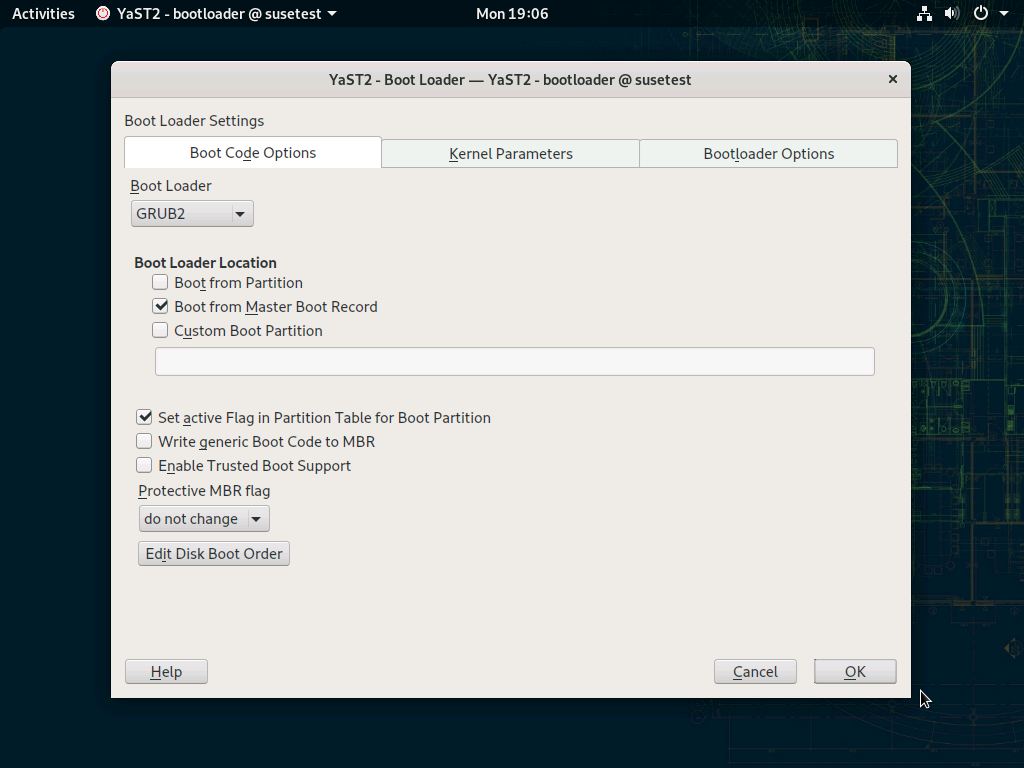 Activities YaST2 - bootloader @ susetest Mon 19:06
YaST2 - Boot Loader — YaST2 - bootloader @ susetest
Boot Loader Settings
Boot Code Options Kernel Parameters Bootloader Options
Boot Loader
GRUB2
Boot Loader Location
Boot from Partition
Boot from Master Boot Record
Custom Boot Partition
Set active Flag in Partition Table for Boot Partition
Write generic Boot Code to MBR
Enable Trusted Boot Support
Protective MBR flag
do not change
Edit Disk Boot Order
Help Cancel OK